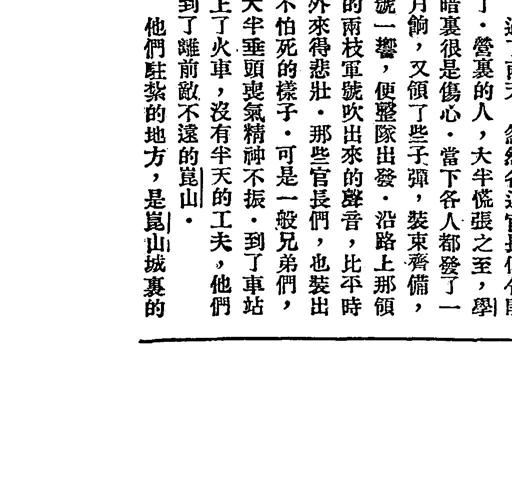 過了兩天,忽然各連官長們
了·營裏的人,大半慌張之至,學
暗裏很是傷心·當下各人都發了一
月餉,又領了些子彈,裝束齊備,
號一響,便整隊出發·沿路上那領
的兩枝軍號吹出來的聲音,比平時
外來得悲壯·那些官長們,也裝出
不怕死的樣子·可是一般兄弟們,
大半垂頭喪氣精神不振·到了車站
上了火車,沒有半天的工夫,他們
到了離前敵不遠的崑山·
他們駐紮的地方,是崑山城裏的